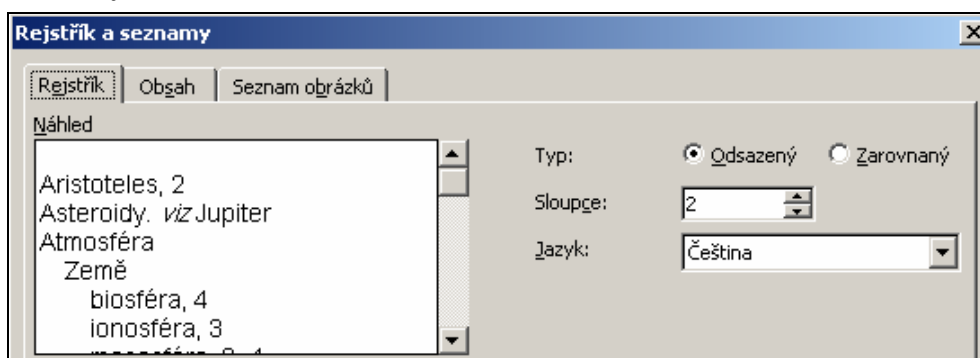 Rejstřík a seznamy
Rejstřík Obsah Seznam obrázků
Náhled
Aristoteles, 2
Asteroidy. viz Jupiter
Atmosféra
Země
biosféra, 4
ionosféra, 3
Typ: Odsazený Zarovnaný
Sloupce: 2
Jazyk: Čeština